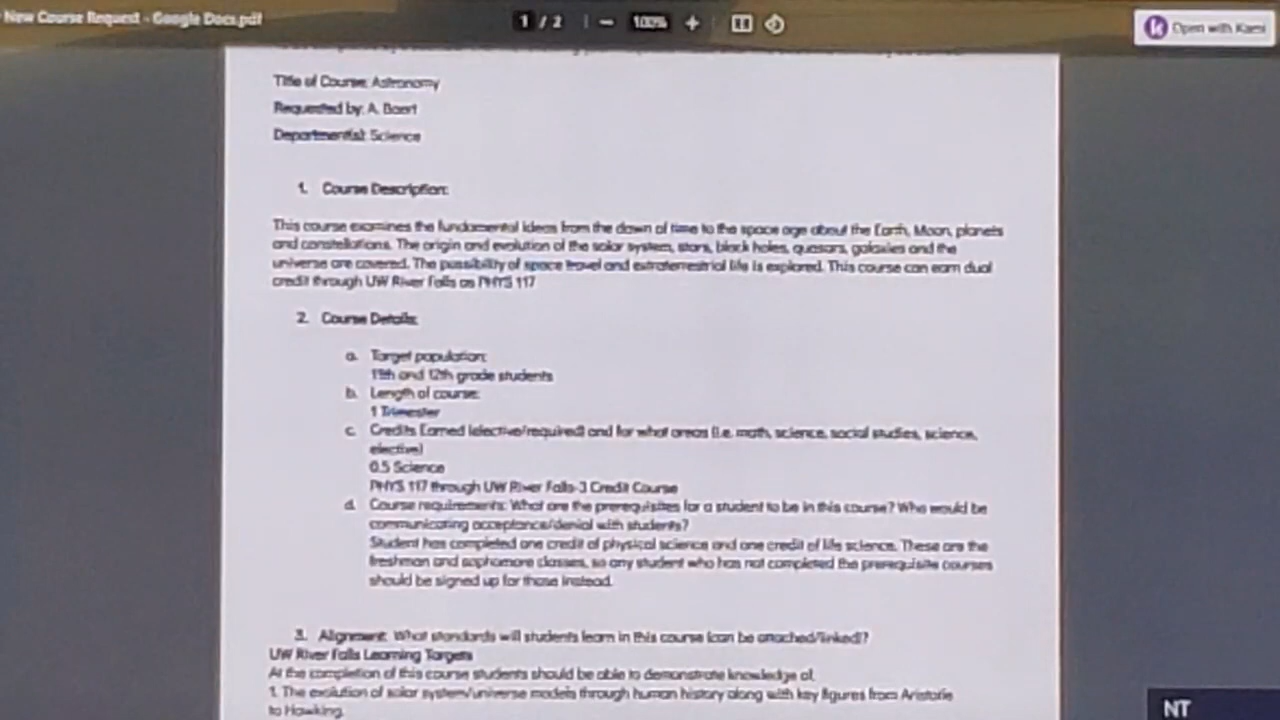 New Course Request - Google Docs.pdf
1 / 2
100%
Open with Kami
Title of Course: Astronomy
Requested by: A. Baert
Department(s): Science
1. Course Description:
This course examines the fundamental ideas from the dawn of time to the space age about the Earth, Moon, planets
and constellations. The origin and evolution of the solar system, stars, black holes, quasars, galaxies and the
universe are covered. The possibility of space travel and extraterrestrial life is explored. This course can earn dual
credit through UW River Falls as PHYS 117
2. Course Details:
a. Target population:
11th and 12th grade students
b. Length of course:
1 Trimester
c. Credits Earned (elective/required) and for what areas (i.e. math, science, social studies, science,
elective)
0.5 Science
PHYS 117 through UW River Falls-3 Credit Course
d. Course requirements: What are the prerequisites for a student to be in this course? Who would be
communicating acceptance/denial with students?
Student has completed one credit of physical science and one credit of life science. These are the
freshman and sophomore classes, so any student who has not completed the prerequisite courses
should be signed up for those instead.
3. Alignment: What standards will students learn in this course (can be attached/linked)?
UW River Falls Learning Targets
At the completion of this course students should be able to demonstrate knowledge of:
1. The evolution of solar system/universe models through human history along with key figures from Aristotle
to Hawking.
NT